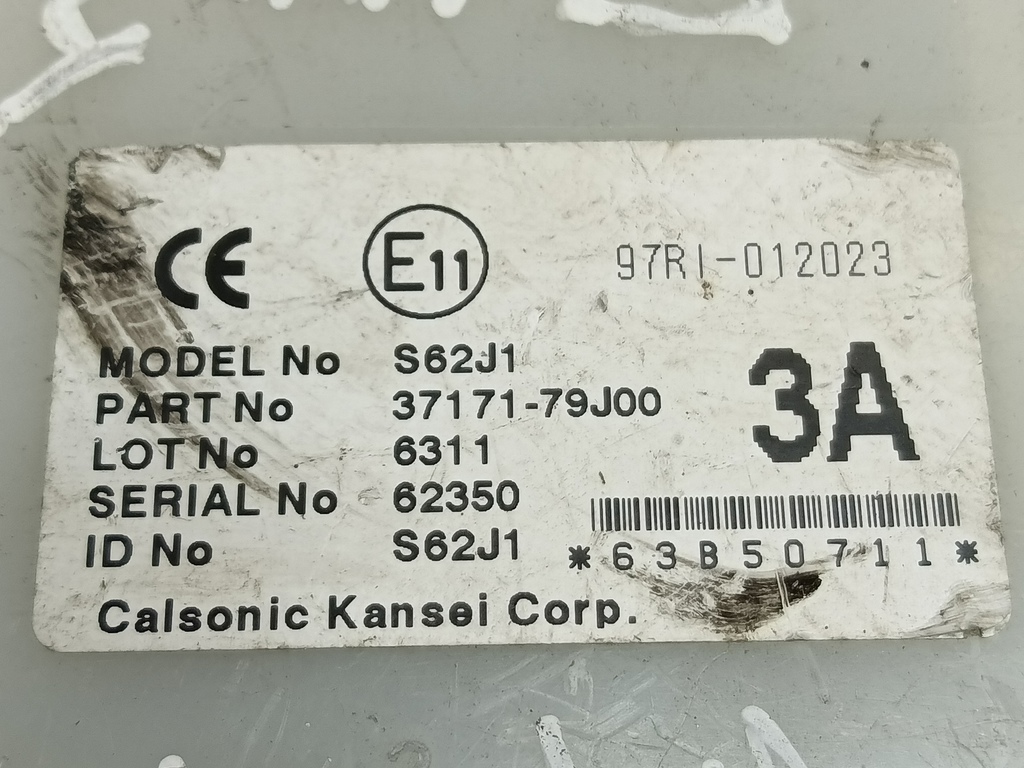 CE E11 97RI-012023
MODEL No S62J1
PART No 37171-79J00
3A
LOT No 6311
SERIAL No 62350
ID No S62J1
*63B50711*
Calsonic Kansei Corp.